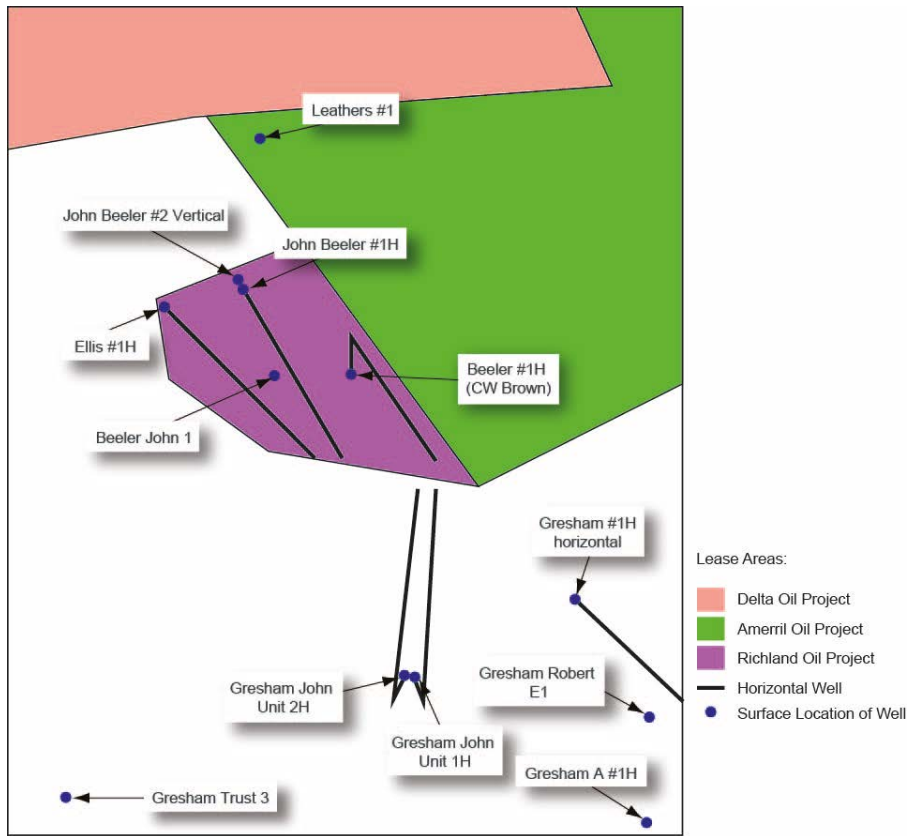 Leathers #1
John Beeler #2 Vertical
John Beeler #1H
Ellis #1H
Beeler #1H
(CW Brown)
Beeler John 1
Gresham #1H
horizontal
Lease Areas:
Delta Oil Project
Amerril Oil Project
Richland Oil Project
Horizontal Well
Surface Location of Well
Gresham John
Unit 2H
Gresham Robert
E1
Gresham John
Unit 1H
Gresham A #1H
Gresham Trust 3